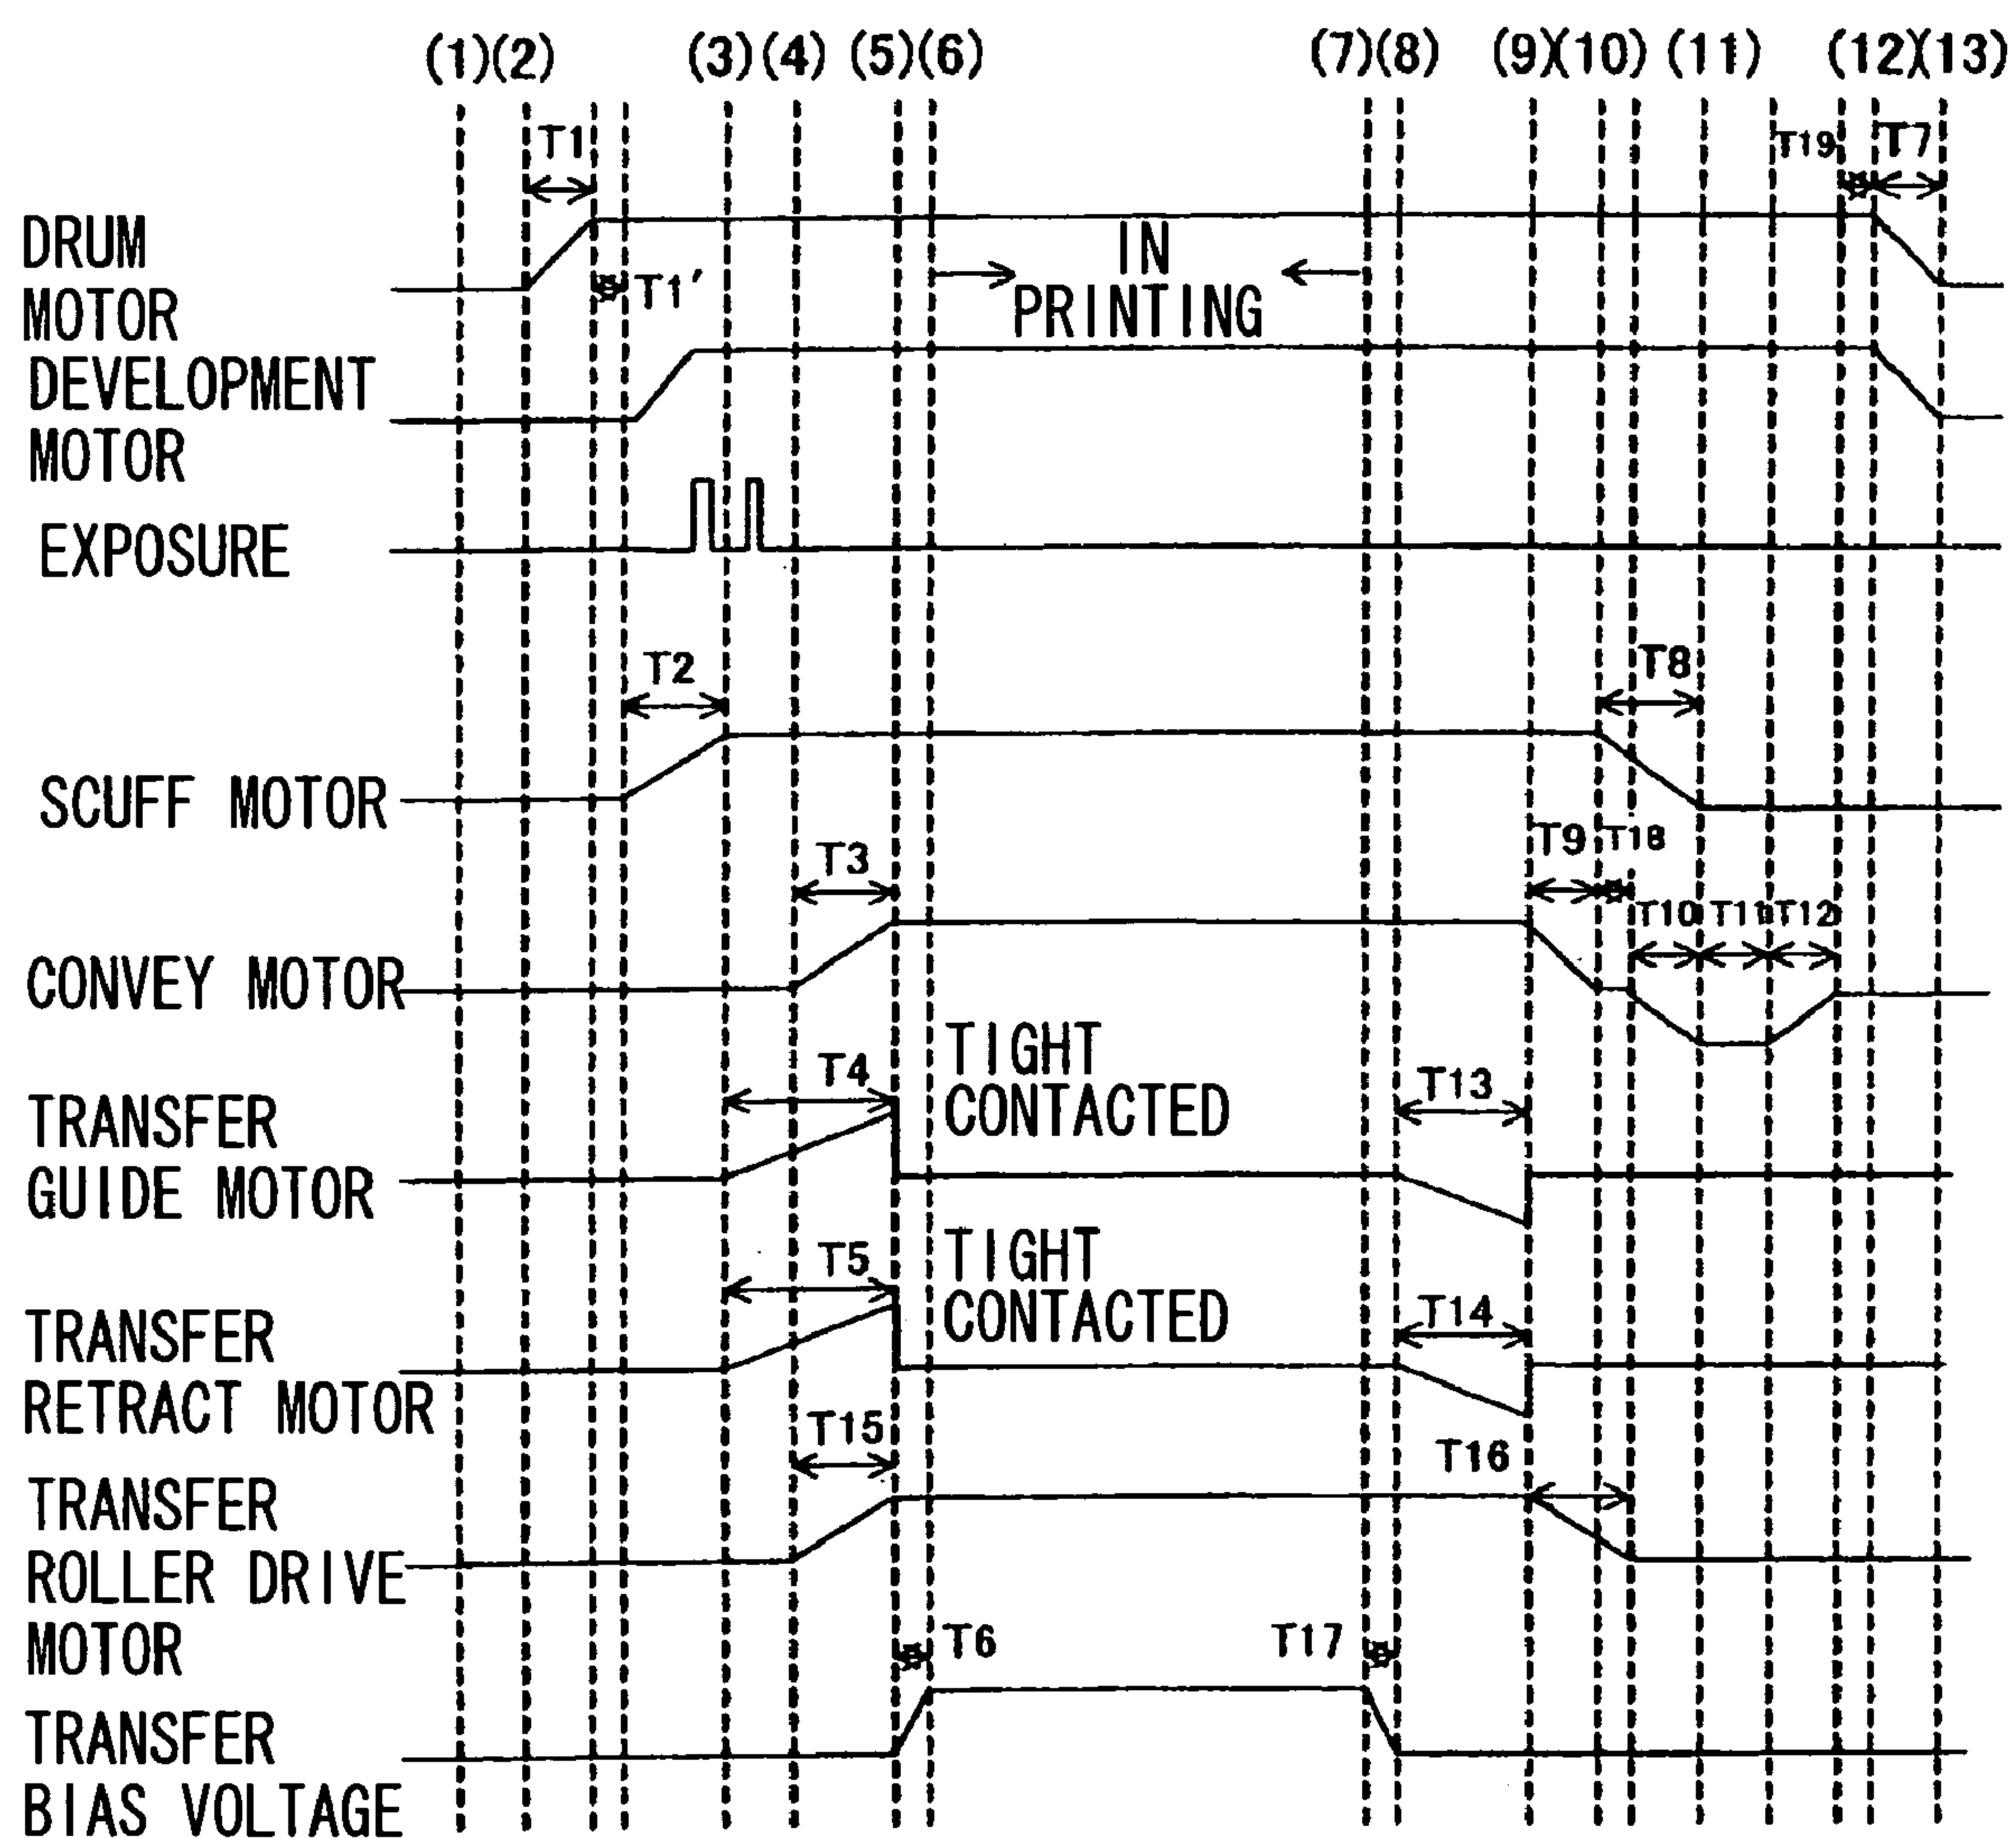 (1)(2) (3)(4) (5)(6) (7)(8) (9)(10) (11) (12)(13)
T1 T19 T7
DRUM
MOTOR
T1′
IN
PRINTING
DEVELOPMENT
MOTOR
EXPOSURE
T2 T8
SCUFF MOTOR
T3 T9 T18
T10 T11 T12
CONVEY MOTOR
T4 TIGHT
CONTACTED
T13
TRANSFER
GUIDE MOTOR
T5 TIGHT
CONTACTED
T14
TRANSFER
RETRACT MOTOR
T15 T16
TRANSFER
ROLLER DRIVE
MOTOR
T6 T17
TRANSFER
BIAS VOLTAGE